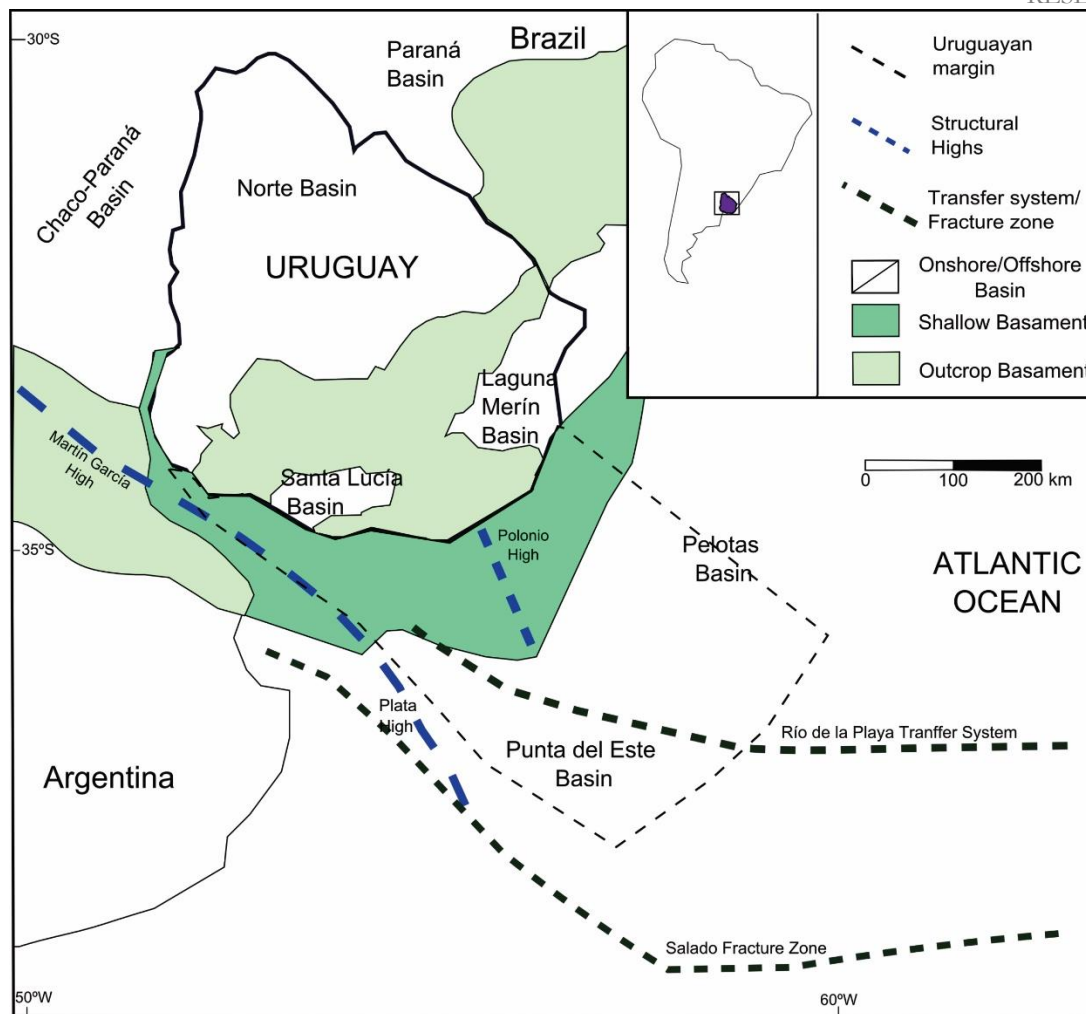 30ºS
Paraná
Basin
Brazil
Chaco-Paraná
Basin
Norte Basin
URUGUAY
Uruguayan
margin
Structural
Highs
Transfer system/
Fracture zone
Onshore/Offshore
Basin
Shallow Basament
Outcrop Basament
Laguna
Merín
Basin
Martín García
High
Santa Lucía
Basin
0 100 200 km
35ºS
Polonio
High
Pelotas
Basin
ATLANTIC
OCEAN
Plata
High
Río de la Playa Tranffer System
Punta del Este
Basin
Argentina
Salado Fracture Zone
50ºW
60ºW